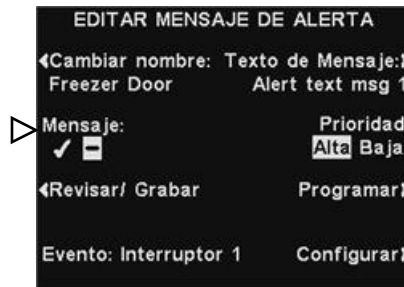 EDITAR MENSAJE DE ALERTA
Cambiar nombre: Texto de Mensaje:
Freezer Door Alert text msg 1
Mensaje: Prioridad
✓ – Alta Baja
Revisar/ Grabar Programar
Evento: Interruptor 1 Configurar